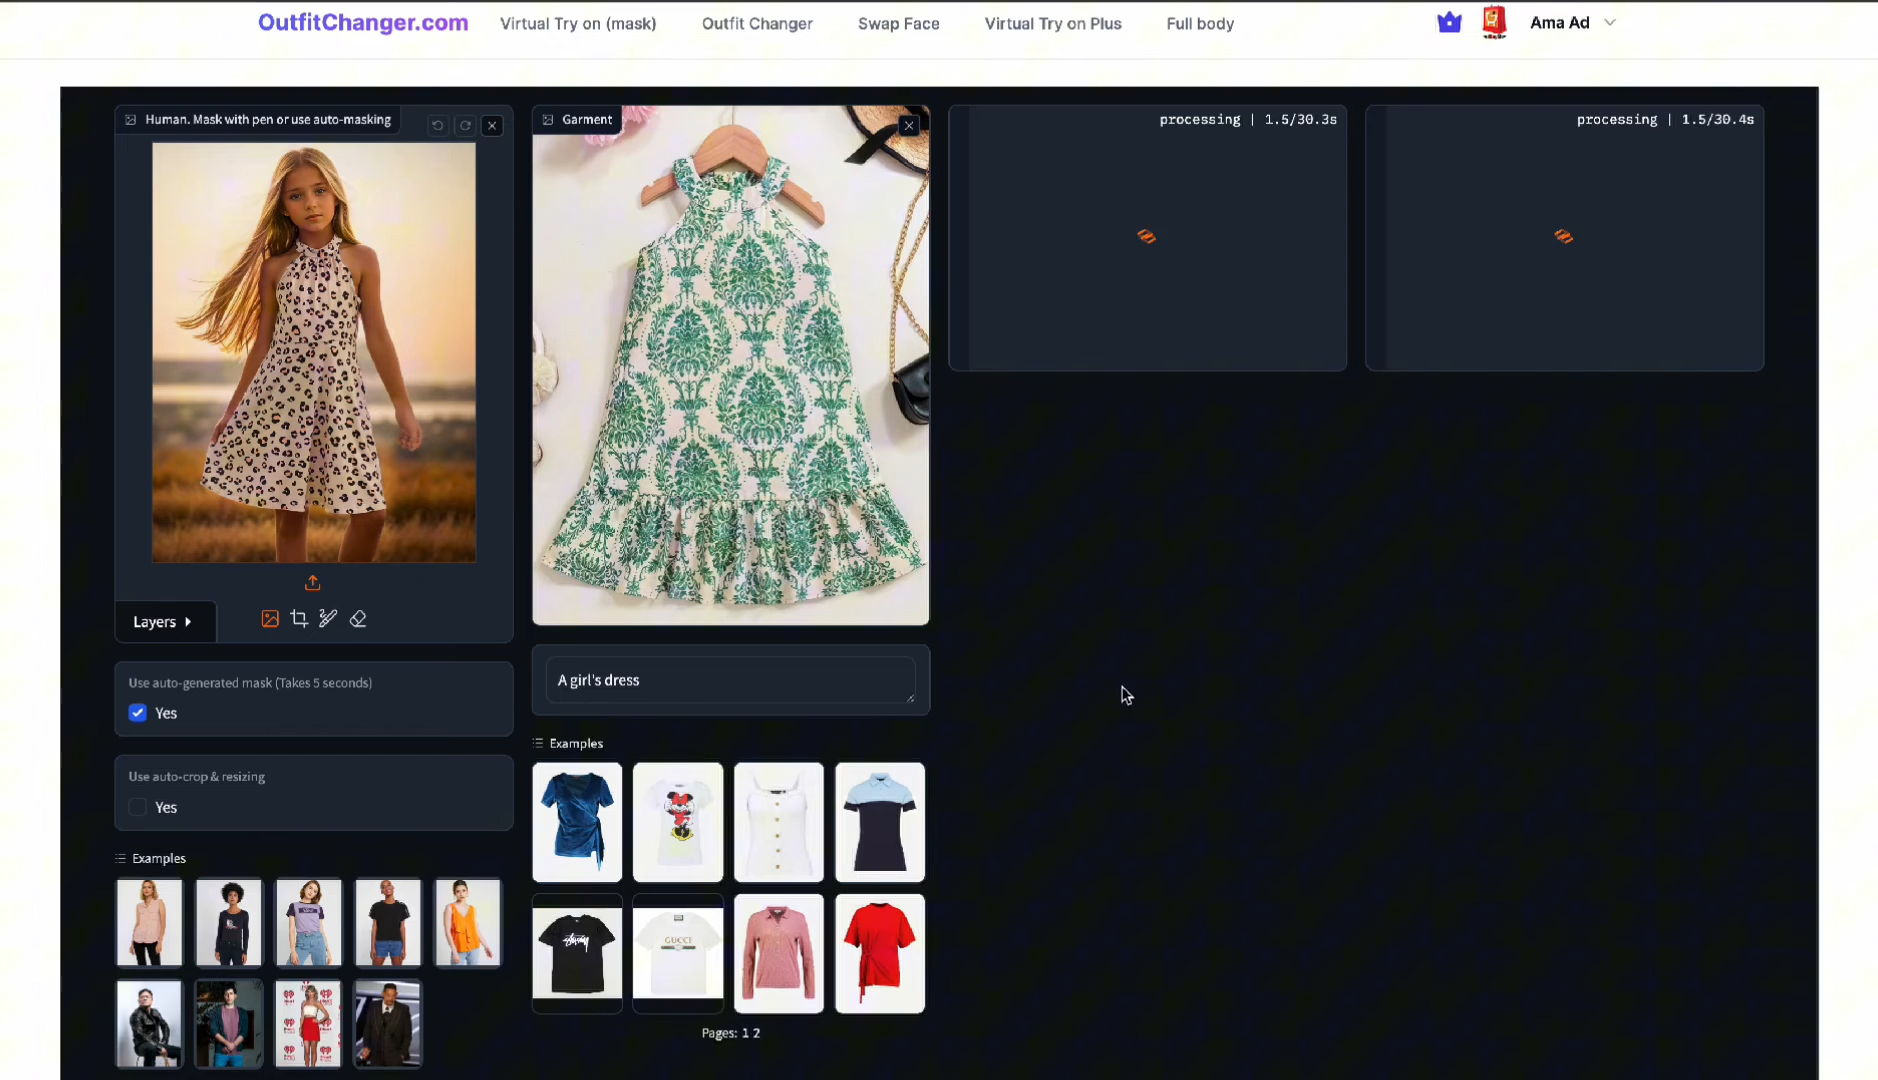 OutfitChanger.com
Virtual Try on (mask)
Outfit Changer
Swap Face
Virtual Try on Plus
Full body
Ama Ad
Human. Mask with pen or use auto-masking
Garment
processing | 1.5/30.3s
processing | 1.5/30.4s
Layers
Use auto-generated mask (Takes 5 seconds)
Yes
Use auto-crop & resizing
Yes
Examples
A girl's dress
Examples
GUCCI
Pages: 1 2